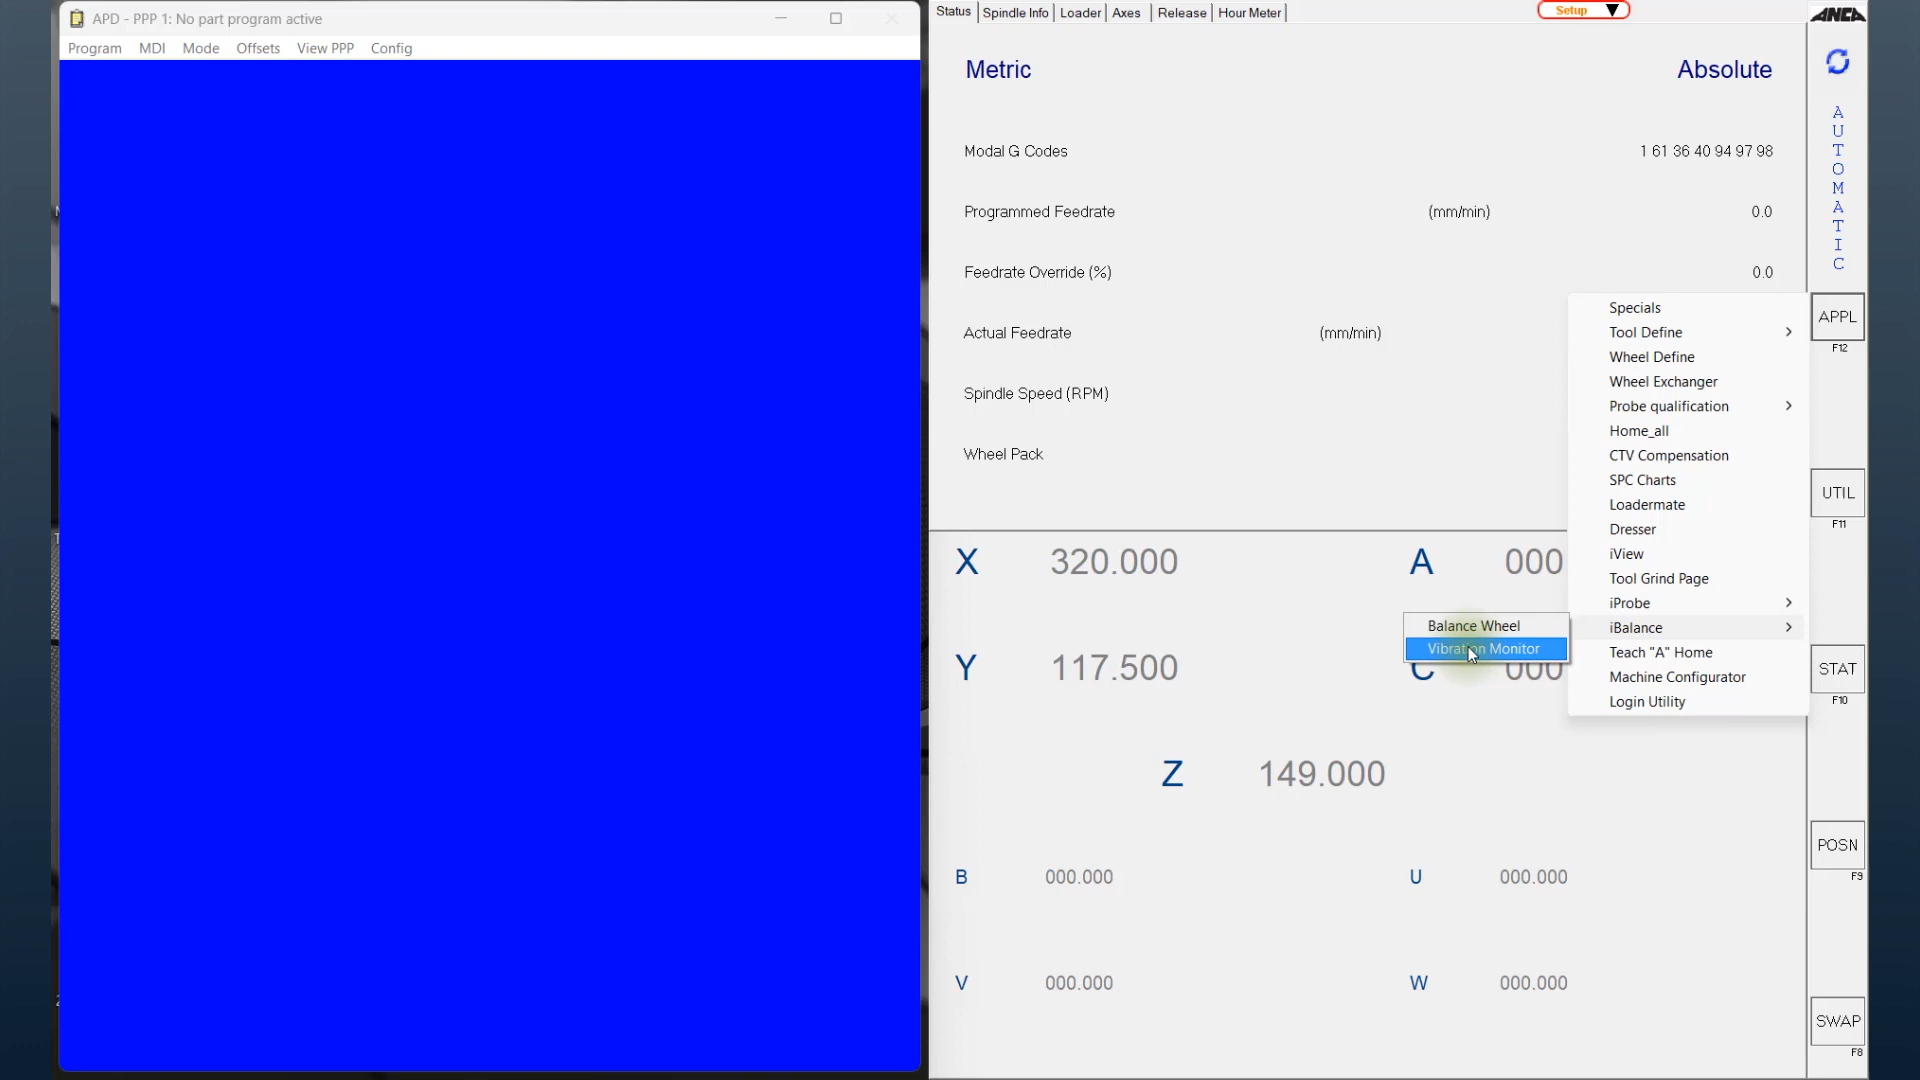 APD - PPP 1: No part program active
Program MDI Mode Offsets View PPP Config
Status Spindle Info Loader Axes Release Hour Meter
Setup
ANCA
Metric Absolute
Modal G Codes 1 61 36 40 94 97 98
Programmed Feedrate (mm/min) 0.0
Feedrate Override (%) 0.0
Actual Feedrate (mm/min)
Spindle Speed (RPM)
Wheel Pack
X 320.000 A 000
Y 117.500 C 000
Z 149.000
B 000.000 U 000.000
V 000.000 W 000.000
Balance Wheel
Vibration Monitor
Specials
Tool Define
Wheel Define
Wheel Exchanger
Probe qualification
Home_all
CTV Compensation
SPC Charts
Loadermate
Dresser
iView
Tool Grind Page
iProbe
iBalance
Teach "A" Home
Machine Configurator
Login Utility
AUTOMATIC
APPL
F12
UTIL
F11
STAT
F10
POSN
F9
SWAP
F8